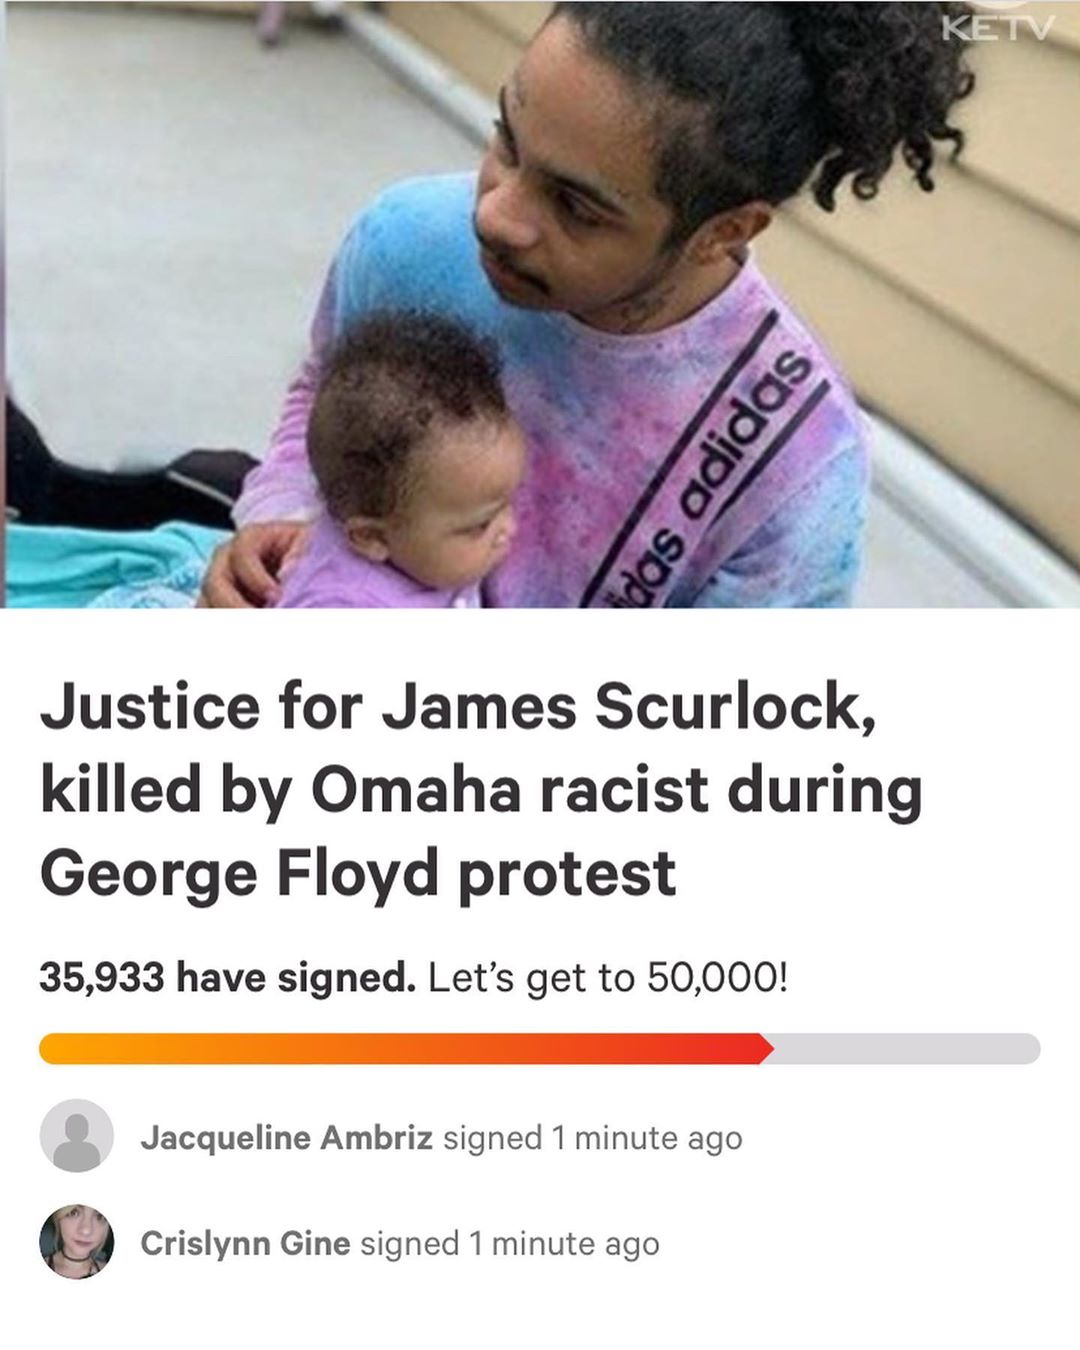 KETV
adidas
das
Justice for James Scurlock,
killed by Omaha racist during
George Floyd protest
35,933 have signed. Let's get to 50,000!
Jacqueline Ambriz signed 1 minute ago
Crislynn Gine signed 1 minute ago